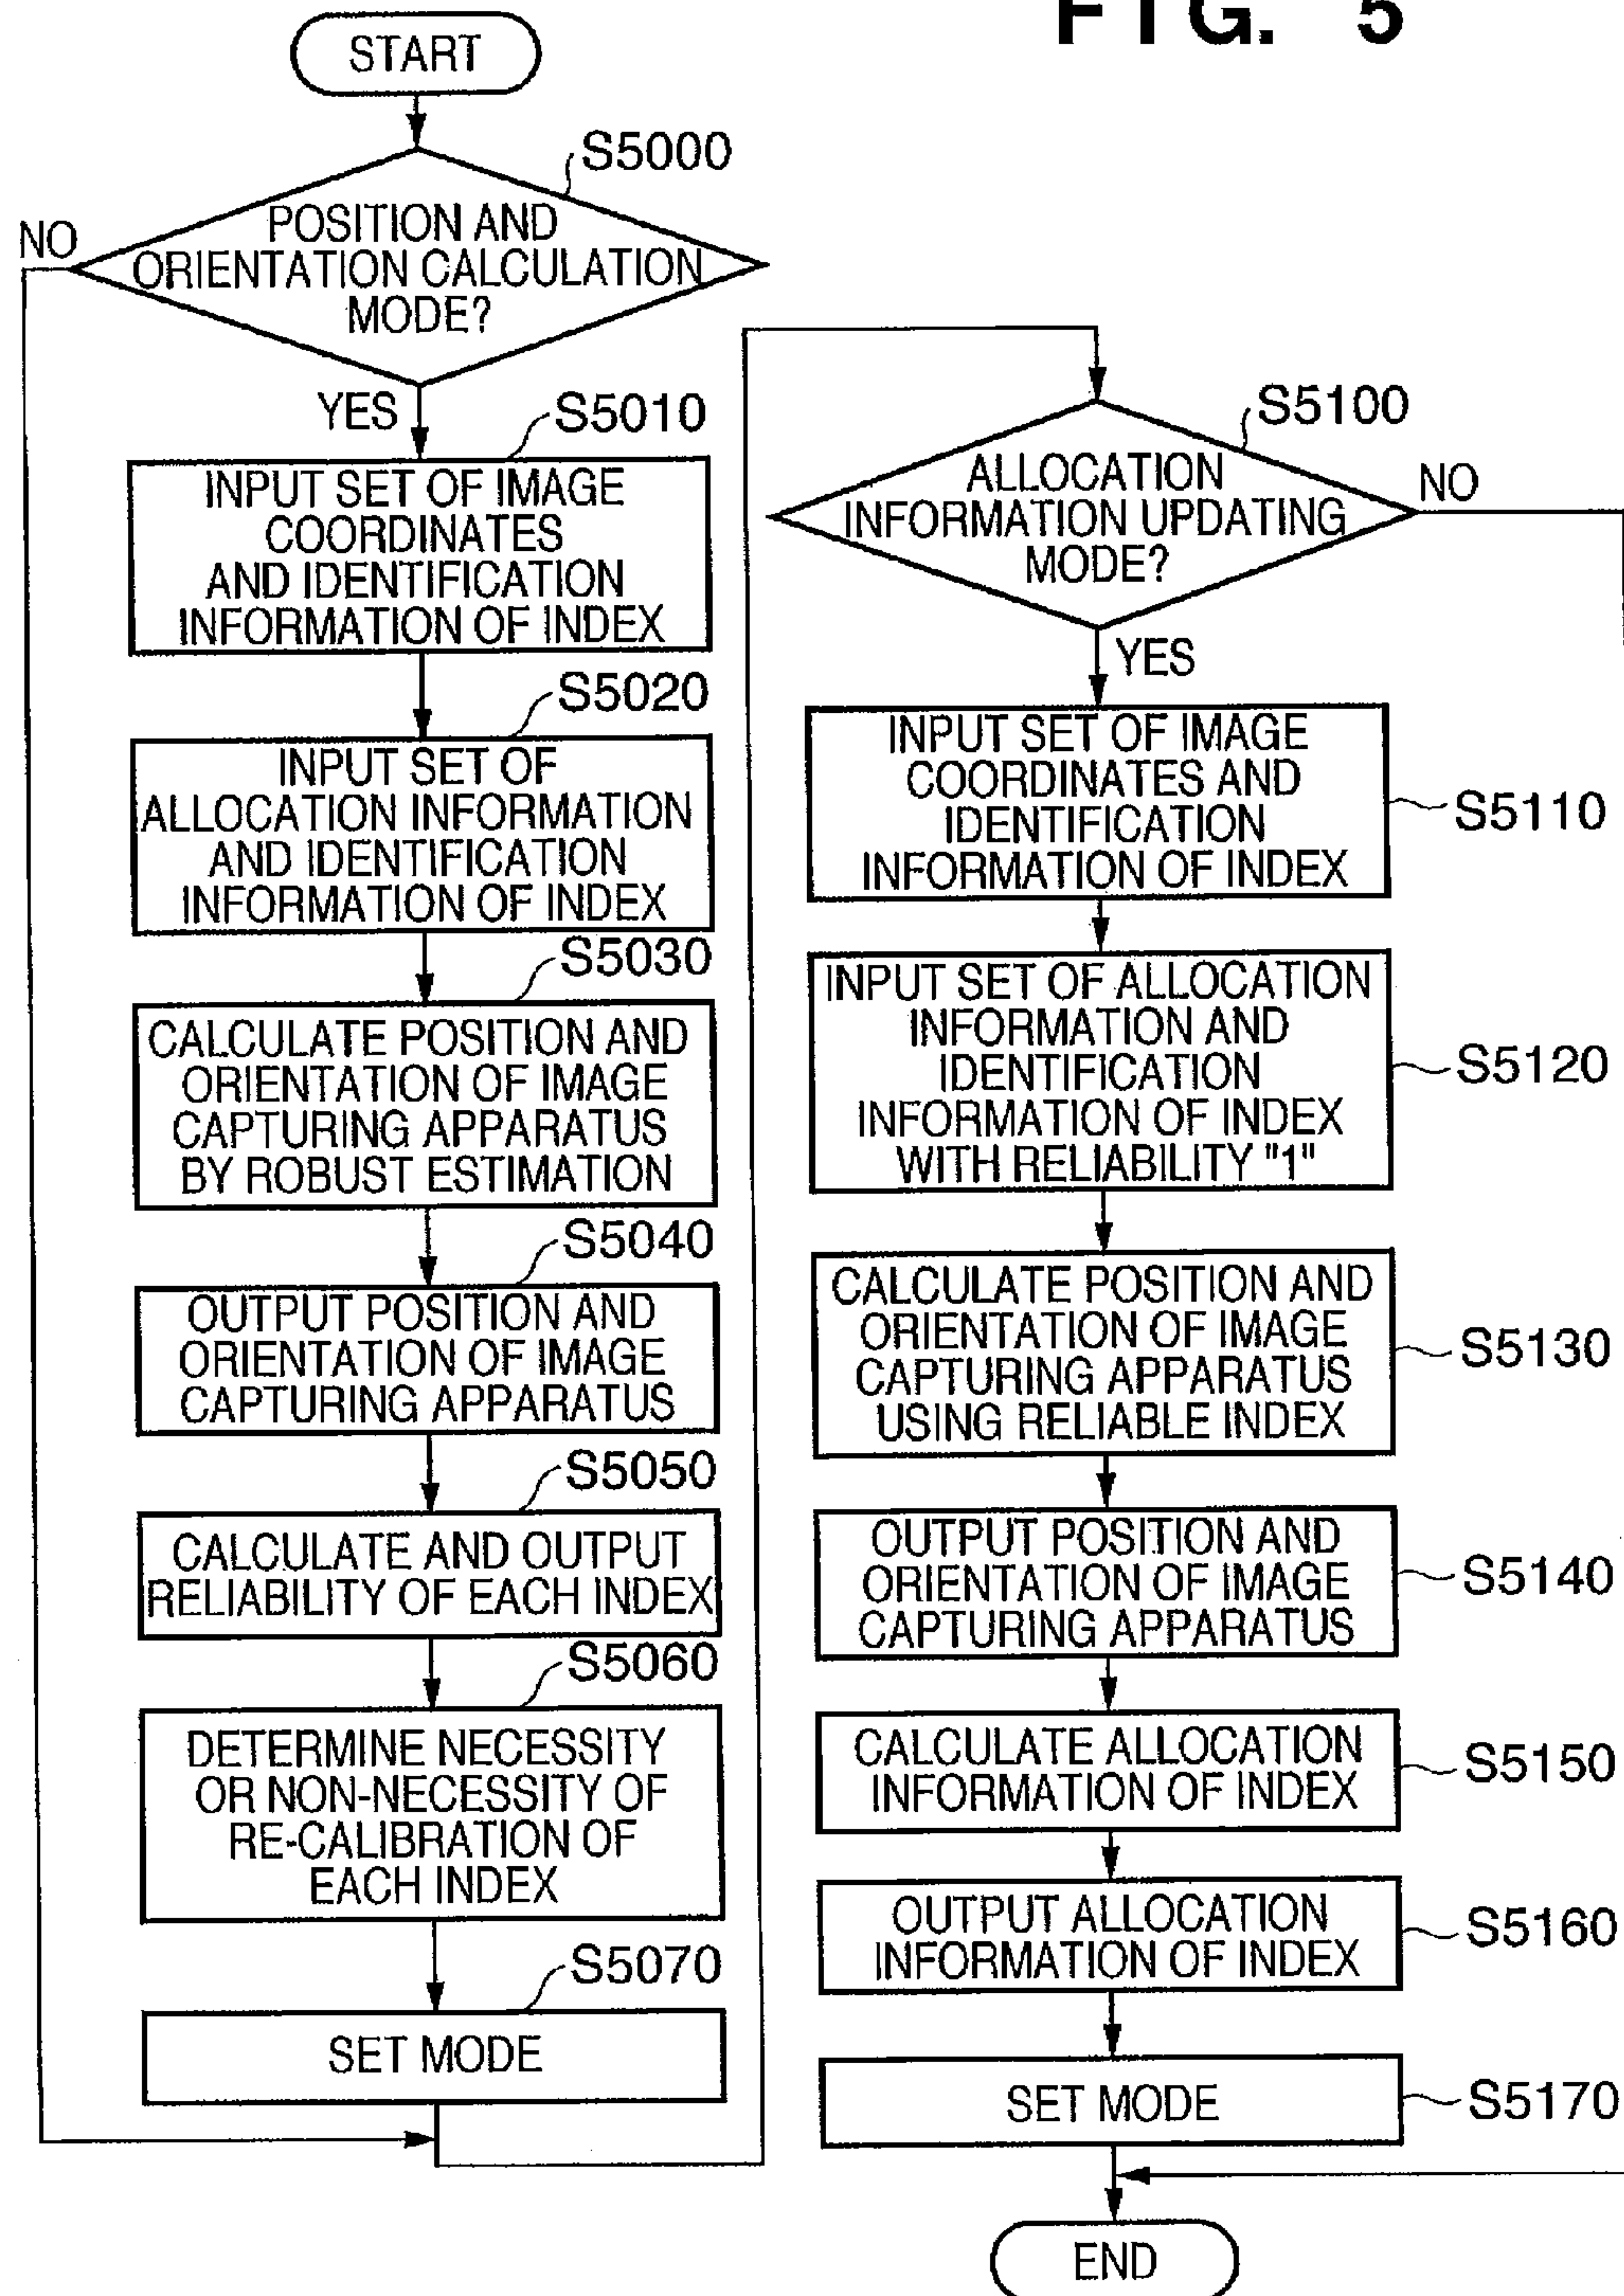 FIG. 5
START
S5000
POSITION AND
ORIENTATION CALCULATION
MODE?
NO
YES
S5010
INPUT SET OF IMAGE
COORDINATES
AND IDENTIFICATION
INFORMATION OF INDEX
S5020
INPUT SET OF
ALLOCATION INFORMATION
AND IDENTIFICATION
INFORMATION OF INDEX
S5030
CALCULATE POSITION AND
ORIENTATION OF IMAGE
CAPTURING APPARATUS
BY ROBUST ESTIMATION
S5040
OUTPUT POSITION AND
ORIENTATION OF IMAGE
CAPTURING APPARATUS
S5050
CALCULATE AND OUTPUT
RELIABILITY OF EACH INDEX
S5060
DETERMINE NECESSITY
OR NON-NECESSITY OF
RE-CALIBRATION OF
EACH INDEX
S5070
SET MODE
S5100
ALLOCATION
INFORMATION UPDATING
MODE?
NO
YES
INPUT SET OF IMAGE
COORDINATES AND
IDENTIFICATION
INFORMATION OF INDEX
S5110
INPUT SET OF ALLOCATION
INFORMATION AND
IDENTIFICATION
INFORMATION OF INDEX
WITH RELIABILITY "1"
S5120
CALCULATE POSITION AND
ORIENTATION OF IMAGE
CAPTURING APPARATUS
USING RELIABLE INDEX
S5130
OUTPUT POSITION AND
ORIENTATION OF IMAGE
CAPTURING APPARATUS
S5140
CALCULATE ALLOCATION
INFORMATION OF INDEX
S5150
OUTPUT ALLOCATION
INFORMATION OF INDEX
S5160
SET MODE
S5170
END